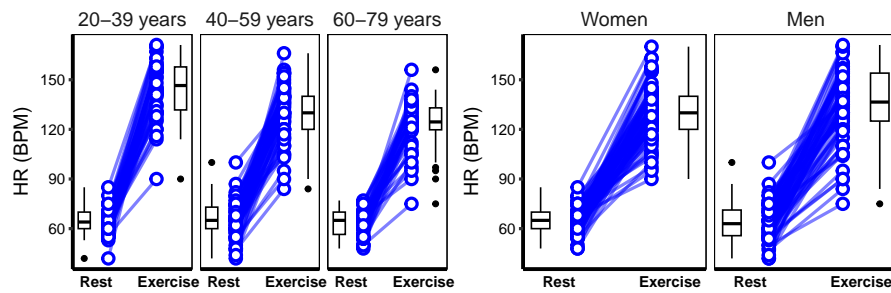 20−39 years 40−59 years 60−79 years Women Men
HR (BPM) HR (BPM)
150 150
120 120
90 90
60 60
Rest Exercise Rest Exercise Rest Exercise Rest Exercise Rest Exercise